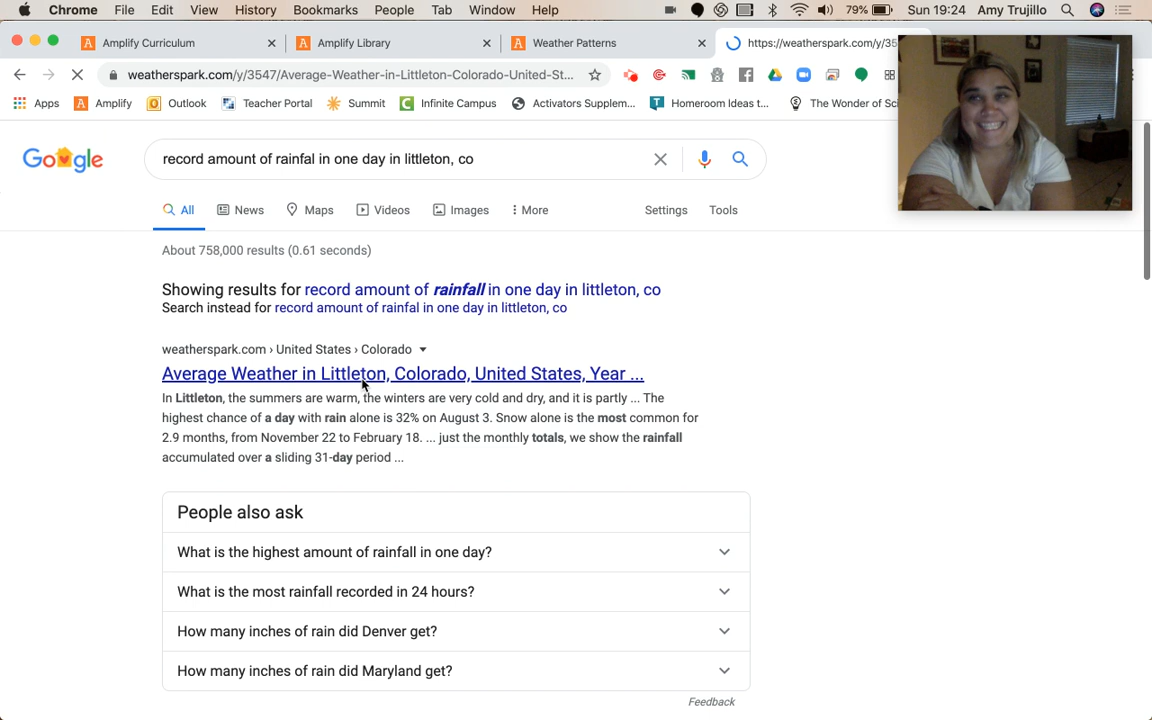 Chrome File Edit View History Bookmarks People Tab Window Help 79% Sun 19:24 Amy Trujillo
Amplify Curriculum Amplify Library Weather Patterns https://weatherspark.com/y/35
weatherspark.com/y/3547/Average-Weather-in-Littleton-Colorado-United-St...
Apps Amplify Outlook Teacher Portal Summit Infinite Campus Activators Supplem... Homeroom Ideas t... The Wonder of Sci
Google record amount of rainfal in one day in littleton, co
All News Maps Videos Images More Settings Tools
About 758,000 results (0.61 seconds)
Showing results for record amount of rainfall in one day in littleton, co
Search instead for record amount of rainfal in one day in littleton, co
weatherspark.com › United States › Colorado
Average Weather in Littleton, Colorado, United States, Year ...
In Littleton, the summers are warm, the winters are very cold and dry, and it is partly ... The
highest chance of a day with rain alone is 32% on August 3. Snow alone is the most common for
2.9 months, from November 22 to February 18. ... just the monthly totals, we show the rainfall
accumulated over a sliding 31-day period ...
People also ask
What is the highest amount of rainfall in one day?
What is the most rainfall recorded in 24 hours?
How many inches of rain did Denver get?
How many inches of rain did Maryland get?
Feedback